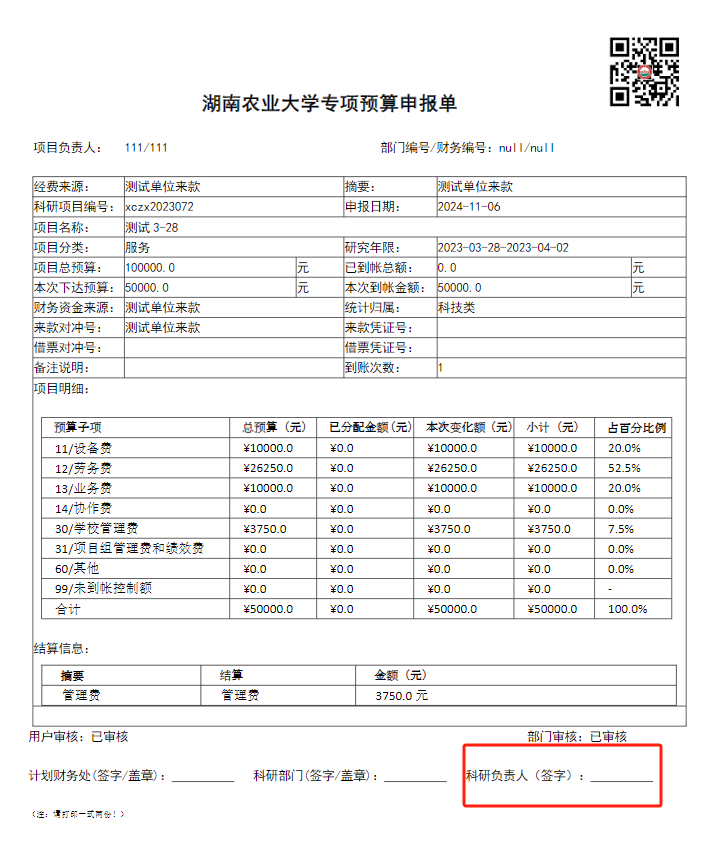 湖南农业大学专项预算申报单
项目负责人: 111/111 部门编号/财务编号: null/null
经费来源: 测试单位来款 摘要: 测试单位来款
科研项目编号: xczx2023072 申报日期: 2024-11-06
项目名称: 测试3-28
项目分类: 服务 研究年限: 2023-03-28-2023-04-02
项目总预算: 100000.0 元 已到帐总额: 0.0 元
本次下达预算: 50000.0 元 本次到帐金额: 50000.0 元
财务资金来源: 测试单位来款 统计归属: 科技类
来款对冲号: 测试单位来款 来款凭证号:
借票对冲号: 借票凭证号:
备注说明: 到账次数: 1
项目明细:
预算子项 总预算（元） 已分配金额(元) 本次变化额（元） 小计（元） 占百分比例
11/设备费 ¥10000.0 ¥0.0 ¥10000.0 ¥10000.0 20.0%
12/劳务费 ¥26250.0 ¥0.0 ¥26250.0 ¥26250.0 52.5%
13/业务费 ¥10000.0 ¥0.0 ¥10000.0 ¥10000.0 20.0%
14/协作费 ¥0.0 ¥0.0 ¥0.0 ¥0.0 0.0%
30/学校管理费 ¥3750.0 ¥0.0 ¥3750.0 ¥3750.0 7.5%
31/项目组管理费和绩效费 ¥0.0 ¥0.0 ¥0.0 ¥0.0 0.0%
60/其他 ¥0.0 ¥0.0 ¥0.0 ¥0.0 0.0%
99/未到帐控制额 ¥0.0 ¥0.0 ¥0.0 ¥0.0 -
合计 ¥50000.0 ¥0.0 ¥50000.0 ¥50000.0 100.0%
结算信息:
摘要 结算 金额（元）
管理费 管理费 3750.0 元
用户审核: 已审核 部门审核: 已审核
计划财务处(签字/盖章): ________ 科研部门(签字/盖章): ________ 科研负责人（签字）: ________
（注: 请打印一式两份！）